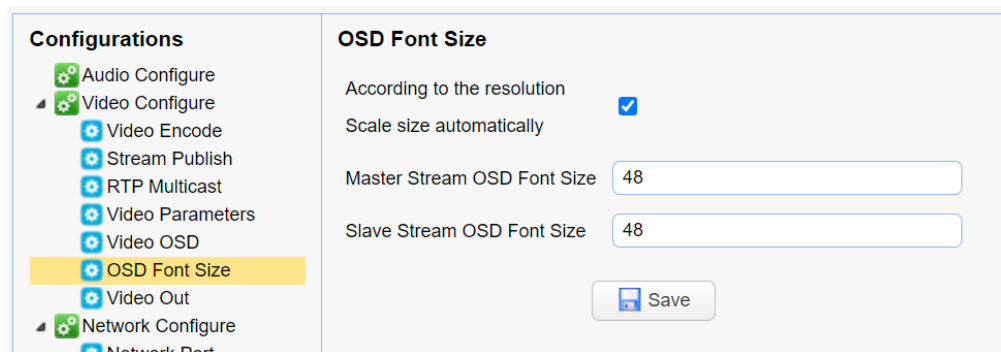 Configurations
Audio Configure
Video Configure
Video Encode
Stream Publish
RTP Multicast
Video Parameters
Video OSD
OSD Font Size
Video Out
Network Configure
Network Port
OSD Font Size
According to the resolution
Scale size automatically
Master Stream OSD Font Size 48
Slave Stream OSD Font Size 48
Save